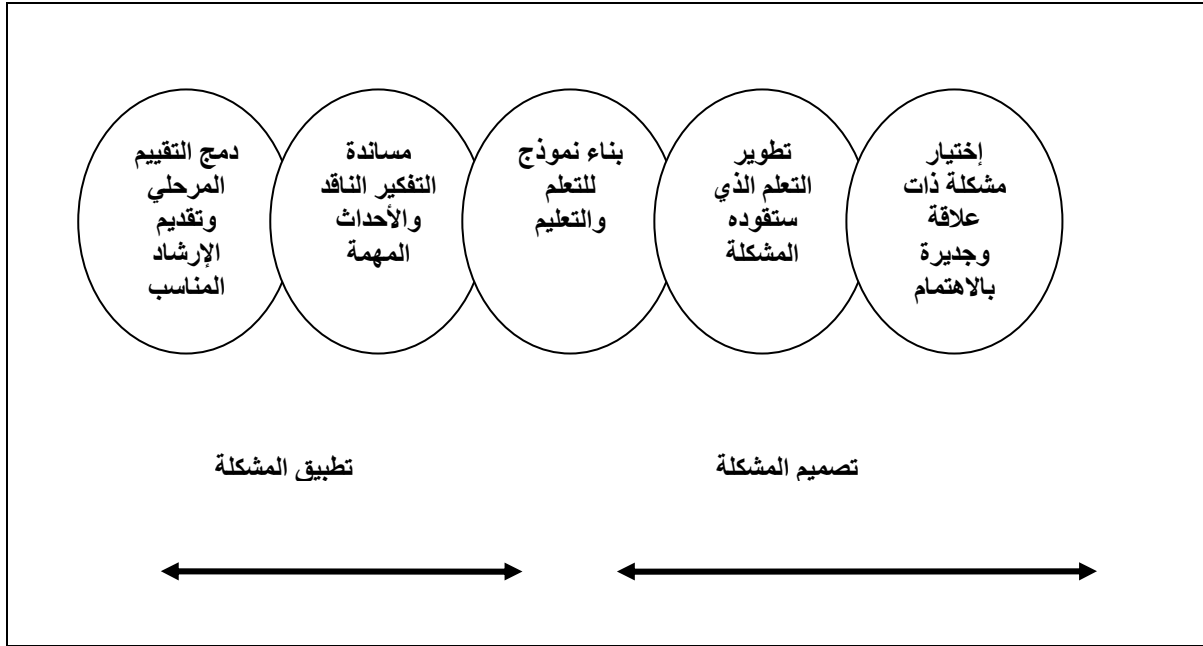 إختيار
مشكلة ذات
علاقة
وجديرة
بالاهتمام
تطوير
التعلم الذي
ستقوده
المشكلة
بناء نموذج
للتعلم
والتعليم
مساندة
التفكير الناقد
والأحداث
المهمة
دمج التقييم
المرحلي
وتقديم
الإرشاد
المناسب
تصميم المشكلة
تطبيق المشكلة